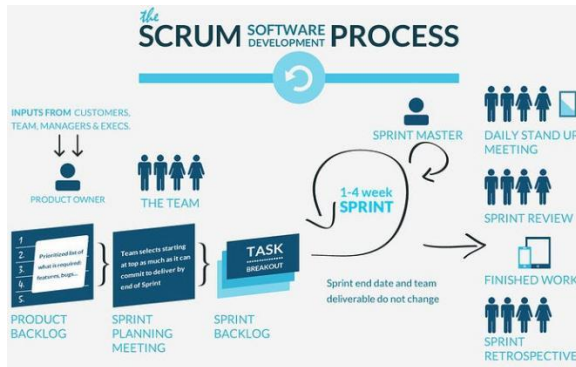 the
SCRUM SOFTWARE DEVELOPMENT PROCESS
INPUTS FROM CUSTOMERS,
TEAM, MANAGERS & EXECS.
PRODUCT OWNER
THE TEAM
1
2.
3.
4.
5.
Prioritized list of
what is required:
features, bugs...
PRODUCT
BACKLOG
Team selects starting
at top as much as it can
commit to deliver by
end of Sprint
SPRINT
PLANNING
MEETING
TASK
BREAKOUT
SPRINT
BACKLOG
1-4 week
SPRINT
SPRINT MASTER
Sprint end date and team
deliverable do not change
DAILY STAND UP
MEETING
SPRINT REVIEW
FINISHED WORK
SPRINT
RETROSPECTIVE